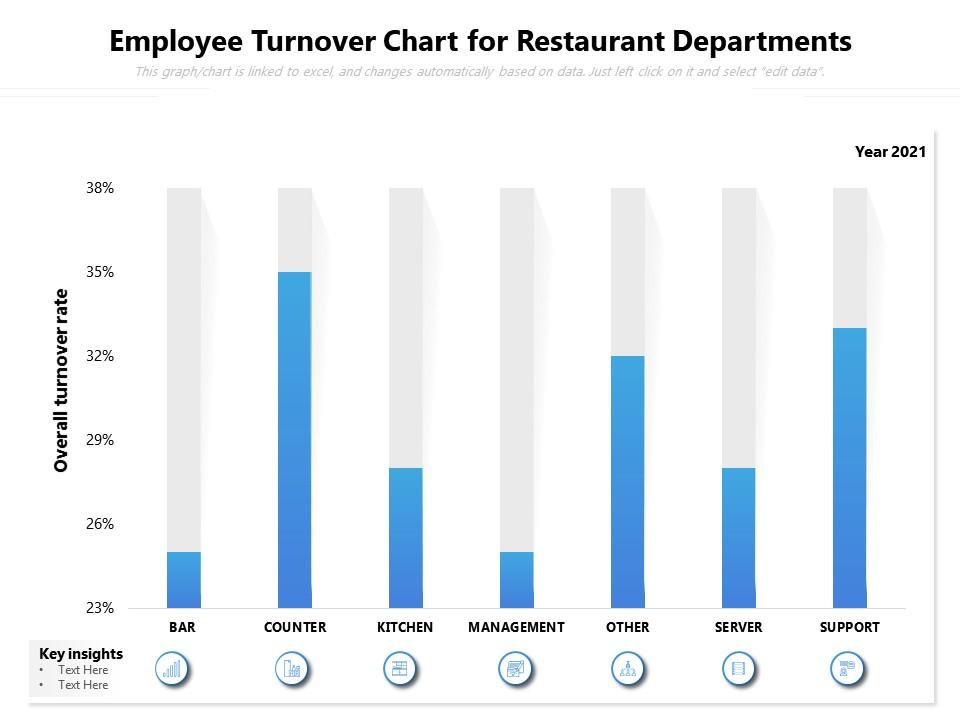 Employee Turnover Chart for Restaurant Departments
This graph/chart is linked to excel, and changes automatically based on data. Just left click on it and select "edit data".
Year 2021
Overall turnover rate
38%
35%
32%
29%
26%
23%
BAR COUNTER KITCHEN MANAGEMENT OTHER SERVER SUPPORT
Key insights
• Text Here
• Text Here